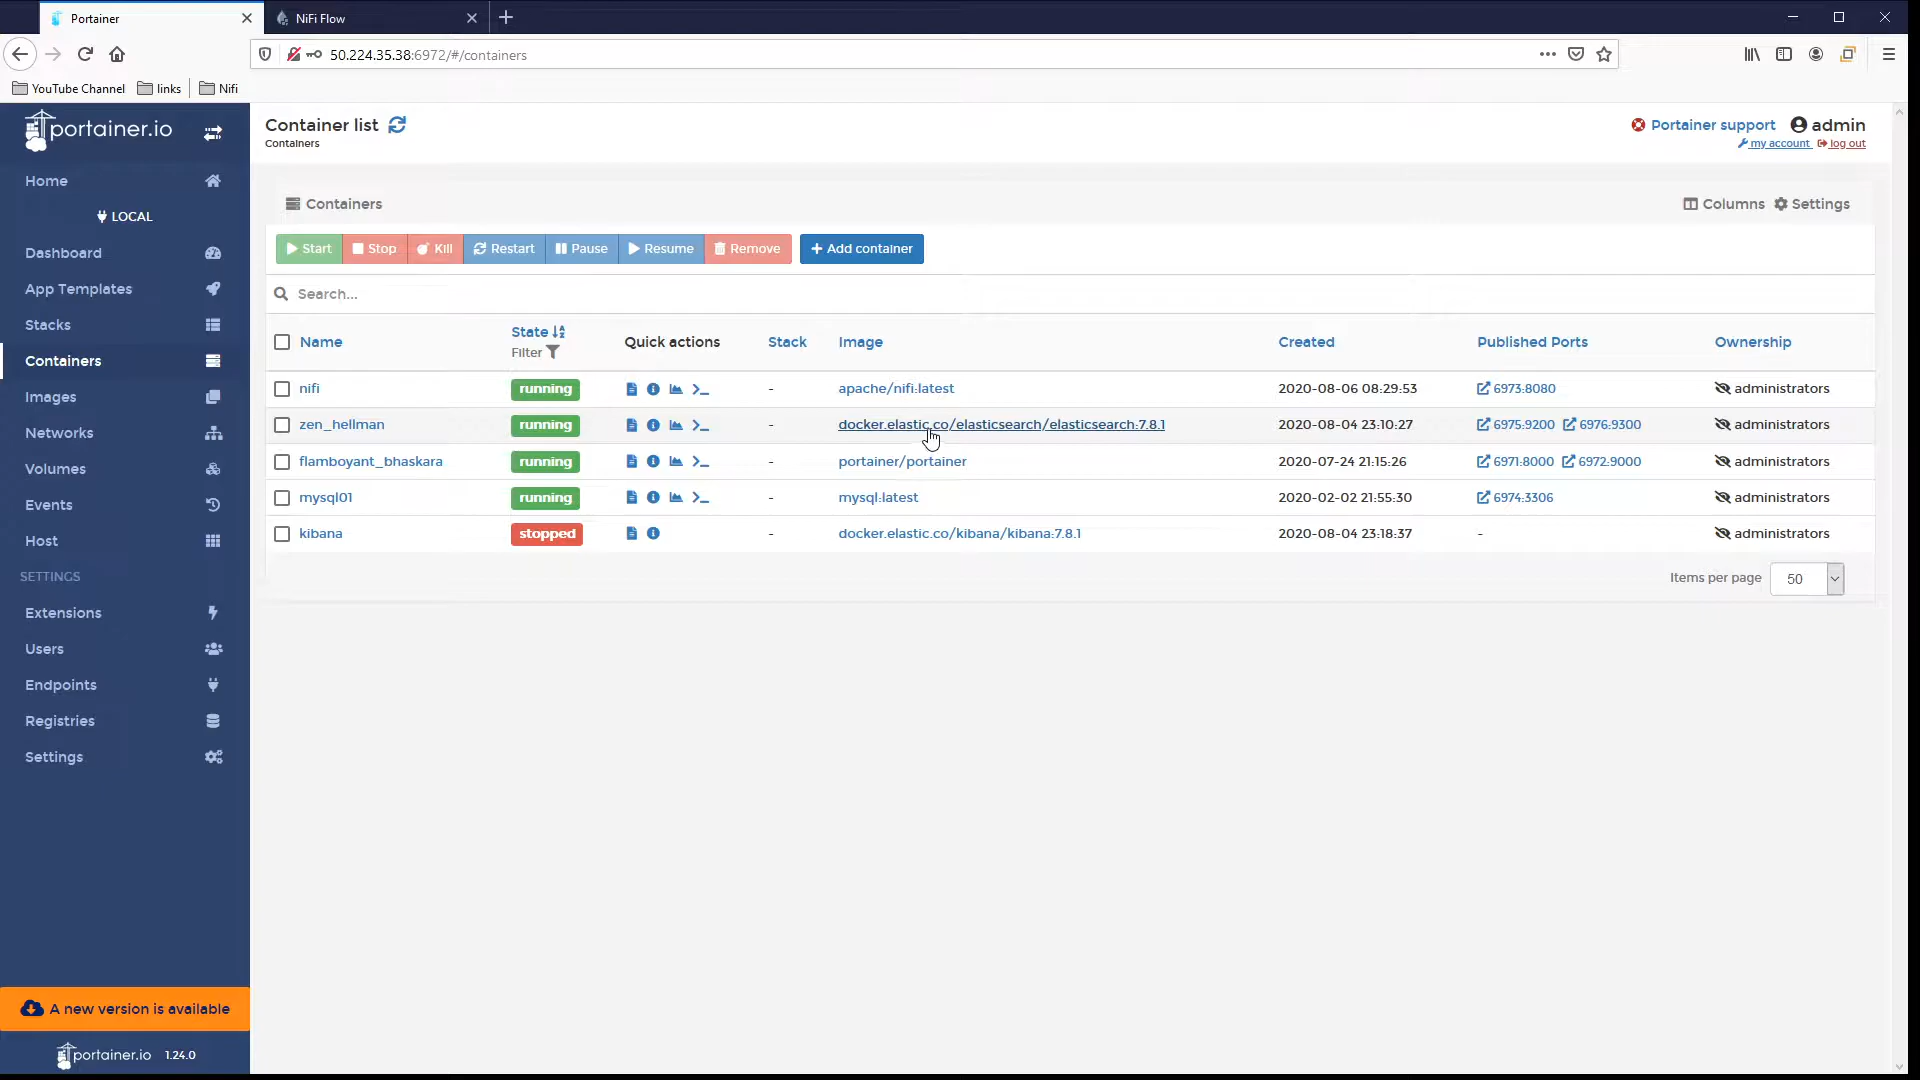 Portainer
NiFi Flow
50.224.35.38:6972/#/containers
YouTube Channel
links
Nifi
portainer.io
Container list
Containers
Portainer support
admin
my account
log out
Home
LOCAL
Dashboard
App Templates
Stacks
Containers
Images
Networks
Volumes
Events
Host
SETTINGS
Extensions
Users
Endpoints
Registries
Settings
A new version is available
portainer.io 1.24.0
Containers
Columns Settings
Start Stop Kill Restart Pause Resume Remove Add container
Search...
Name State Filter Quick actions Stack Image Created Published Ports Ownership
nifi running - apache/nifi:latest 2020-08-06 08:29:53 6973:8080 administrators
zen_hellman running - docker.elastic.co/elasticsearch/elasticsearch:7.8.1 2020-08-04 23:10:27 6975:9200 6976:9300 administrators
flamboyant_bhaskara running - portainer/portainer 2020-07-24 21:15:26 6971:8000 6972:9000 administrators
mysql01 running - mysql:latest 2020-02-02 21:55:30 6974:3306 administrators
kibana stopped - docker.elastic.co/kibana/kibana:7.8.1 2020-08-04 23:18:37 - administrators
Items per page 50